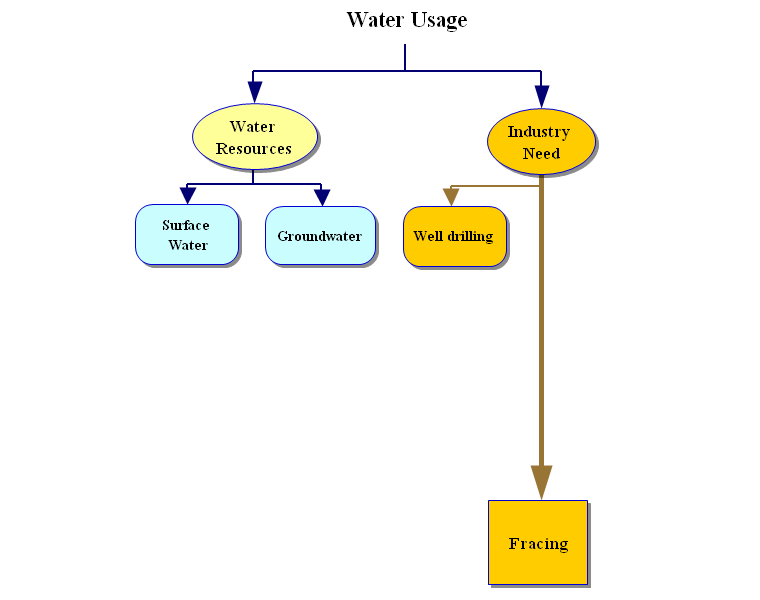 Water Usage
Water
Resources
Industry
Need
Surface
Water
Groundwater
Well drilling
Fracing